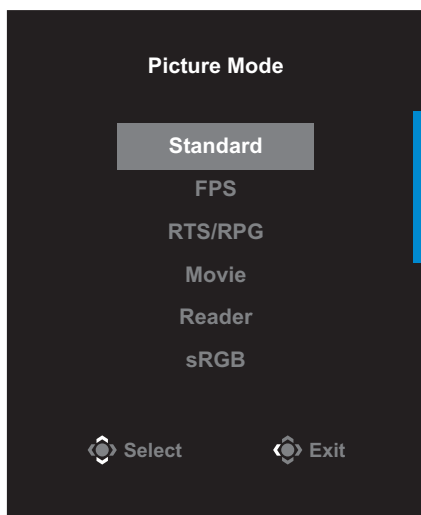 Picture Mode
Standard
FPS
RTS/RPG
Movie
Reader
sRGB
Select Exit